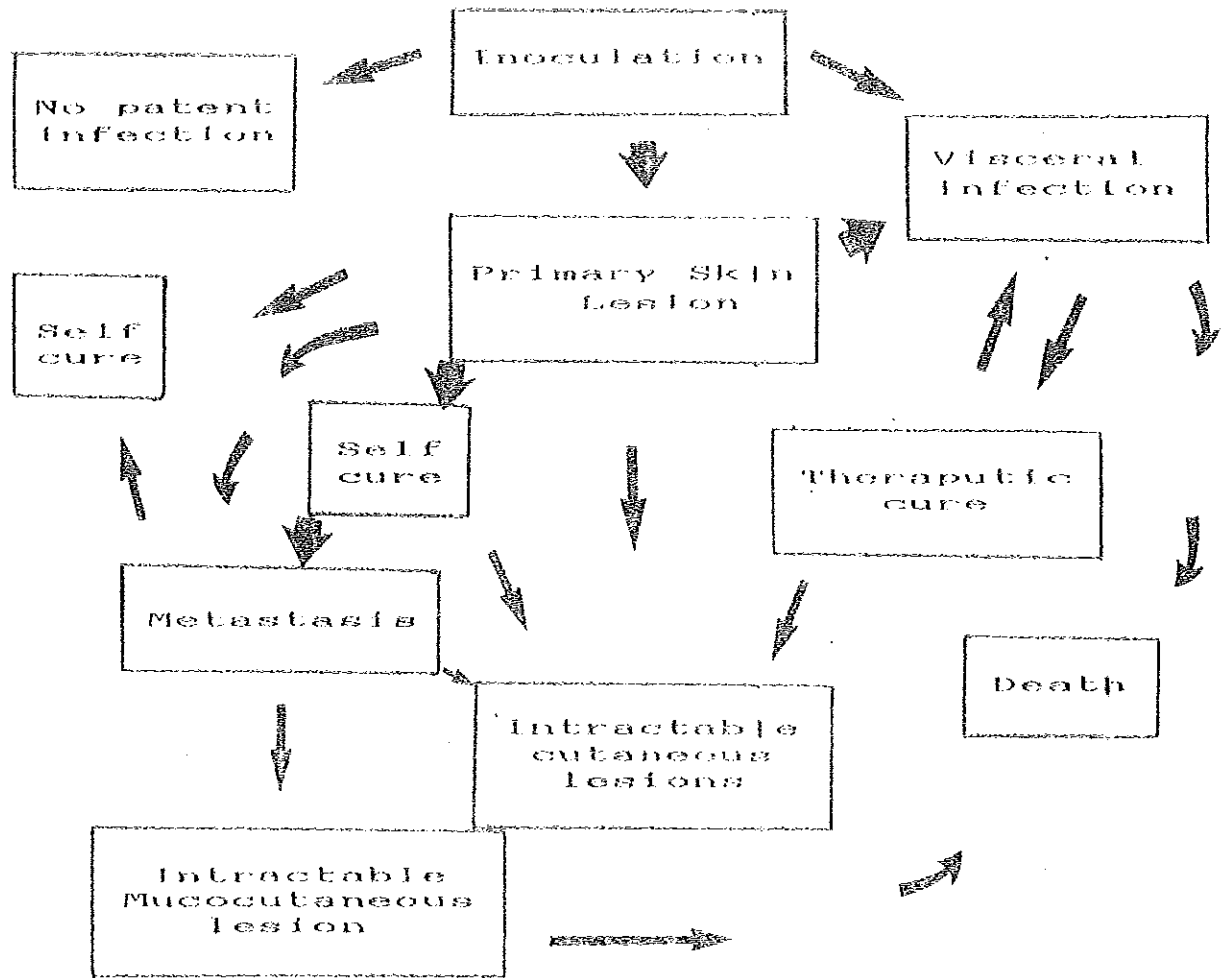 Inoculation
No patent
infection
Visceral
infection
Primary Skin
Lesion
Self
cure
Self
cure
Theraputic
cure
Metastasis
Death
Intractable
cutaneous
lesions
Intractable
Mucocutaneous
lesion